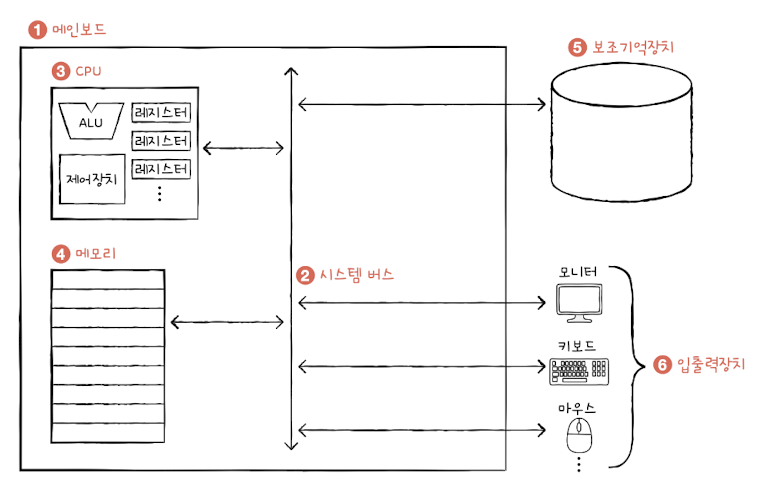 1 메인보드
5 보조기억장치
3 CPU
ALU
레지스터
레지스터
레지스터
제어장치
4 메모리
2 시스템 버스
모니터
키보드
마우스
6 입출력장치